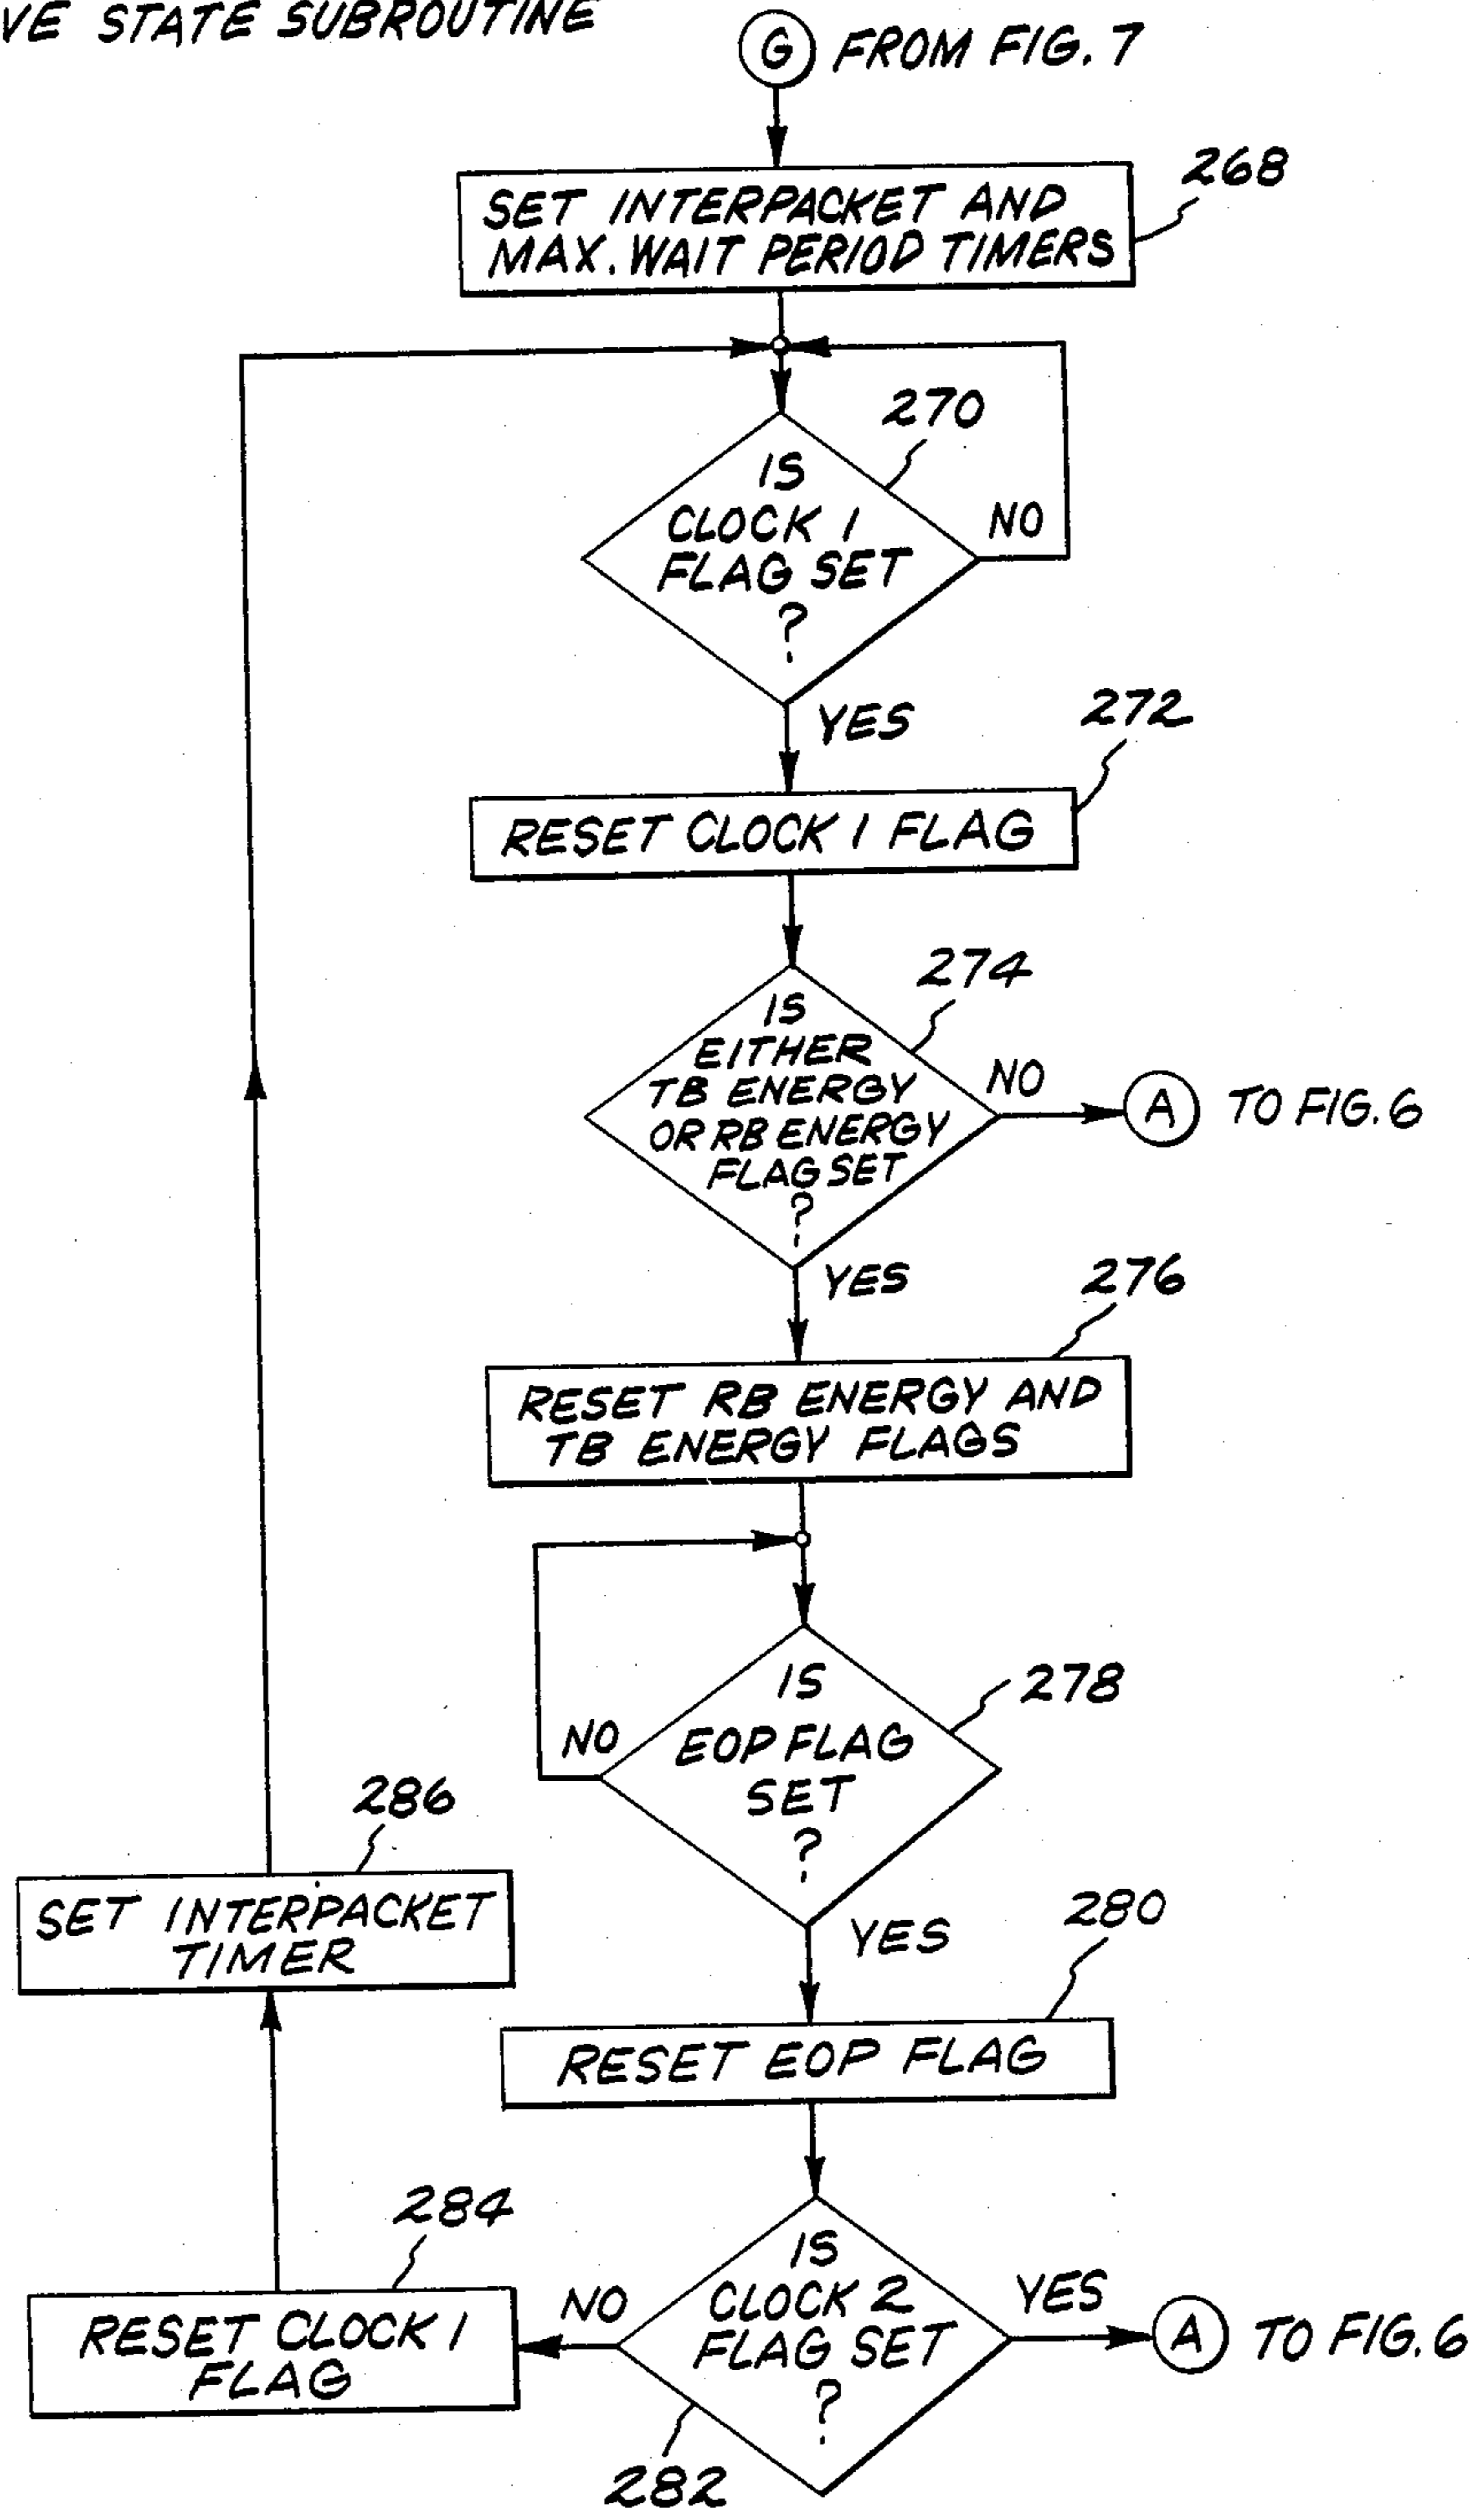 VE STATE SUBROUTINE
G FROM FIG. 7
268
SET INTERPACKET AND
MAX. WAIT PERIOD TIMERS
270
IS
CLOCK 1
FLAG SET
?
NO
YES
272
RESET CLOCK 1 FLAG
274
IS
EITHER
TB ENERGY
OR RB ENERGY
FLAG SET
?
NO
A TO FIG. 6
YES
276
RESET RB ENERGY AND
TB ENERGY FLAGS
278
IS
EOP FLAG
SET
?
NO
YES
286
SET INTERPACKET
TIMER
280
RESET EOP FLAG
284
RESET CLOCK 1
FLAG
NO
IS
CLOCK 2
FLAG SET
?
YES
A TO FIG. 6
282